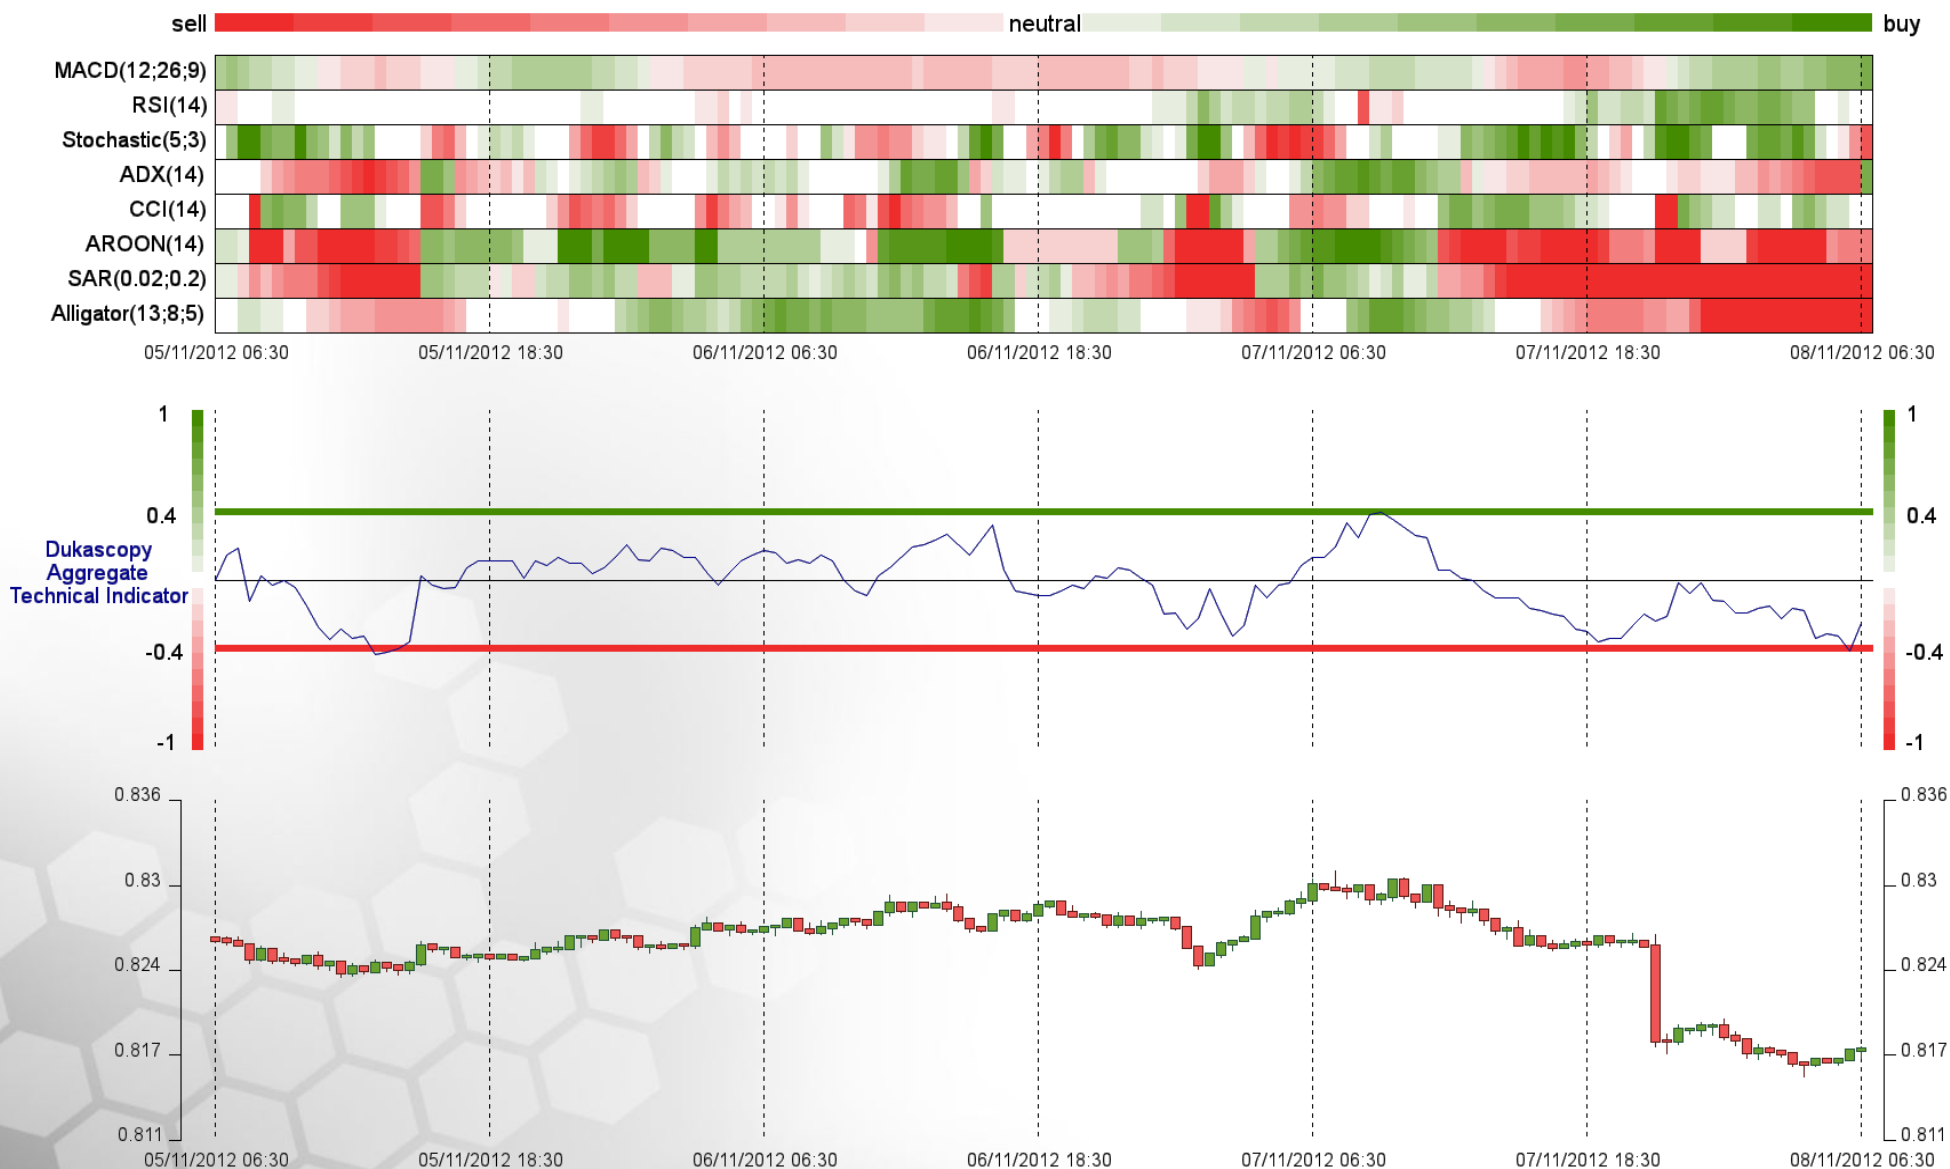 sell neutral buy
MACD(12;26;9)
RSI(14)
Stochastic(5;3)
ADX(14)
CCI(14)
AROON(14)
SAR(0.02;0.2)
Alligator(13;8;5)
05/11/2012 06:30 05/11/2012 18:30 06/11/2012 06:30 06/11/2012 18:30 07/11/2012 06:30 07/11/2012 18:30 08/11/2012 06:30
1 1
0.4 0.4
Dukascopy
Aggregate
Technical Indicator
-0.4 -0.4
-1 -1
0.836 0.836
0.83 0.83
0.824 0.824
0.817 0.817
0.811 0.811
05/11/2012 06:30 05/11/2012 18:30 06/11/2012 06:30 06/11/2012 18:30 07/11/2012 06:30 07/11/2012 18:30 08/11/2012 06:30